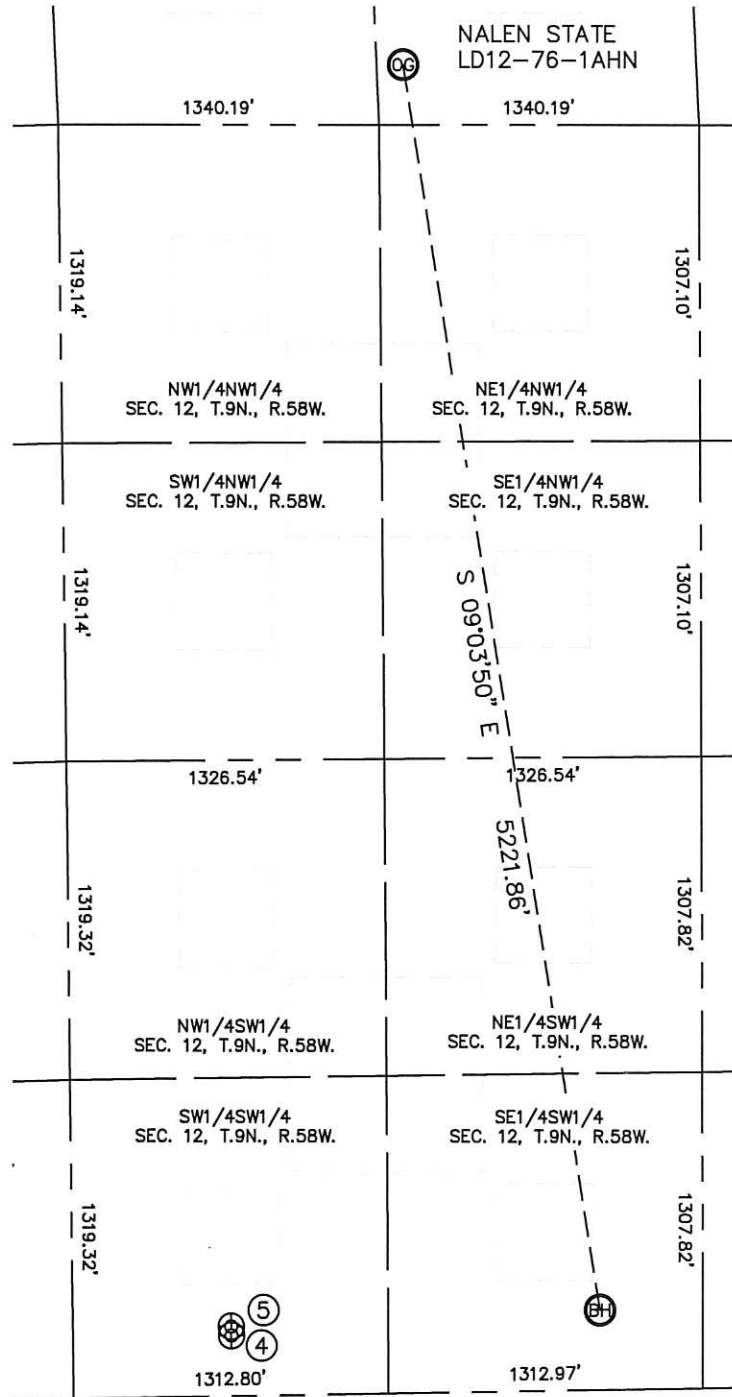 NALEN STATE
LD12-76-1AHN
OG
1340.19'
1340.19'
1319.14'
1307.10'
NW1/4NW1/4
SEC. 12, T.9N., R.58W.
NE1/4NW1/4
SEC. 12, T.9N., R.58W.
SW1/4NW1/4
SEC. 12, T.9N., R.58W.
SE1/4NW1/4
SEC. 12, T.9N., R.58W.
1319.14'
S 09°03'50" E
1307.10'
1326.54'
1326.54'
5221.86'
1319.32'
1307.82'
NW1/4SW1/4
SEC. 12, T.9N., R.58W.
NE1/4SW1/4
SEC. 12, T.9N., R.58W.
SW1/4SW1/4
SEC. 12, T.9N., R.58W.
SE1/4SW1/4
SEC. 12, T.9N., R.58W.
1319.32'
1307.82'
5
BH
4
1312.80'
1312.97'